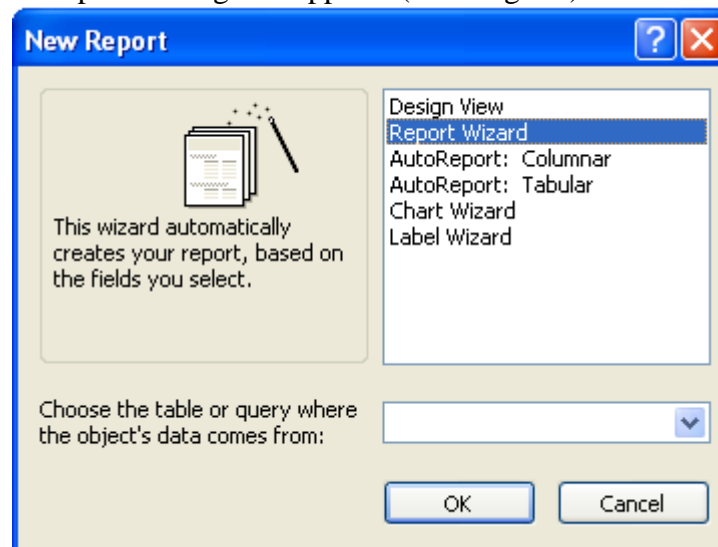 New Report
Design View
Report Wizard
AutoReport: Columnar
AutoReport: Tabular
Chart Wizard
Label Wizard
This wizard automatically
creates your report, based on
the fields you select.
Choose the table or query where
the object's data comes from:
OK
Cancel